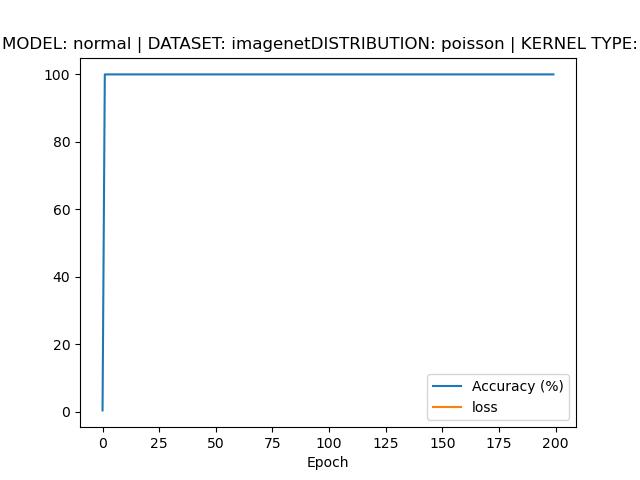 MODEL: normal | DATASET: imagenetDISTRIBUTION: poisson | KERNEL TYPE:
100
80
60
40
20
0
Accuracy (%)
loss
0 25 50 75 100 125 150 175 200
Epoch